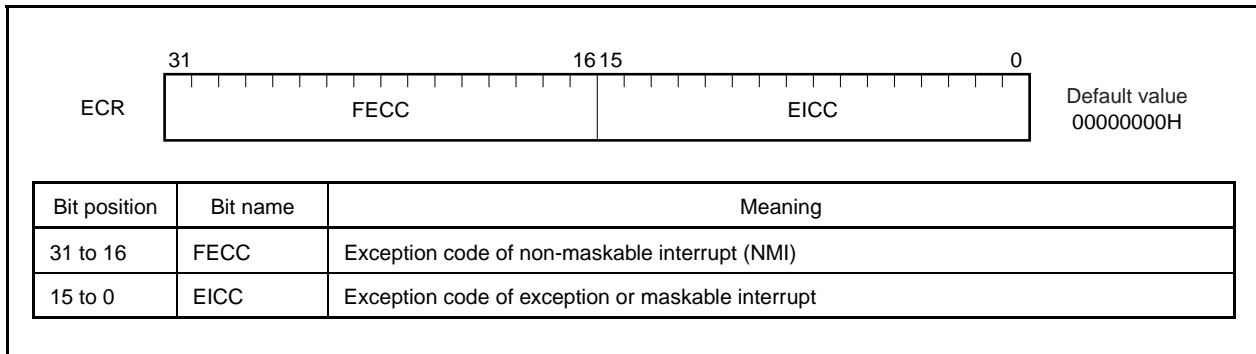 31 16 15 0
ECR FECC EICC Default value
00000000H
Bit position Bit name Meaning
31 to 16 FECC Exception code of non-maskable interrupt (NMI)
15 to 0 EICC Exception code of exception or maskable interrupt